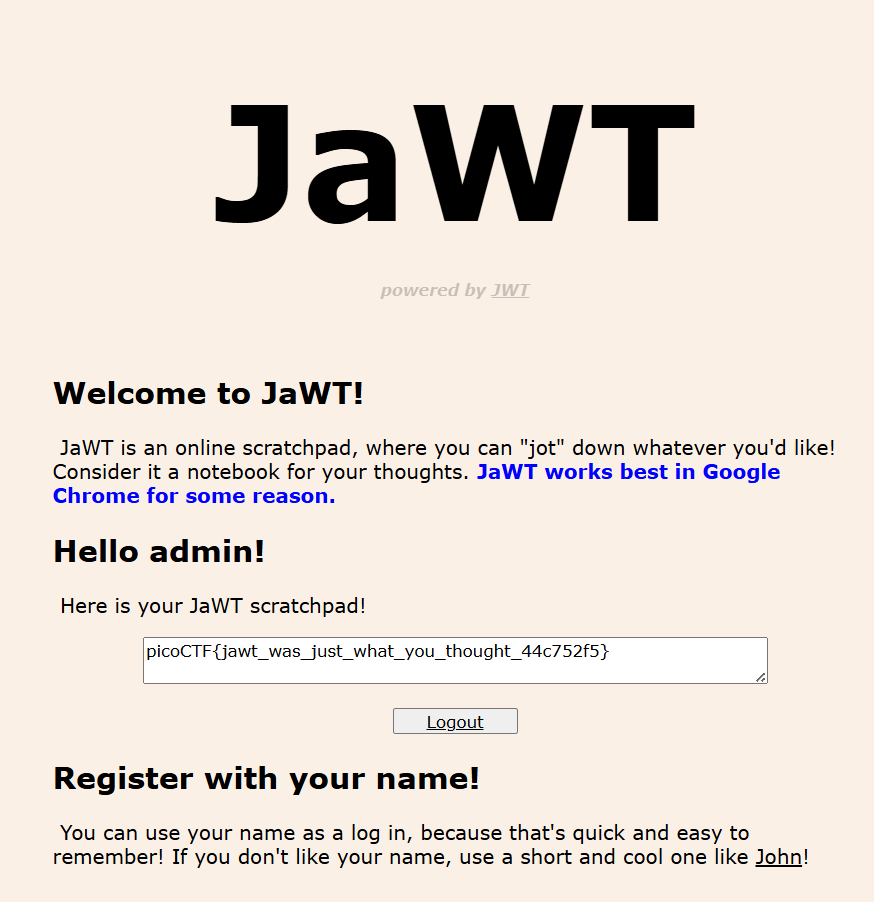 JaWT
powered by JWT
Welcome to JaWT!
JaWT is an online scratchpad, where you can "jot" down whatever you'd like!
Consider it a notebook for your thoughts. JaWT works best in Google
Chrome for some reason.
Hello admin!
Here is your JaWT scratchpad!
picoCTF{jawt_was_just_what_you_thought_44c752f5}
Logout
Register with your name!
You can use your name as a log in, because that's quick and easy to
remember! If you don't like your name, use a short and cool one like John!